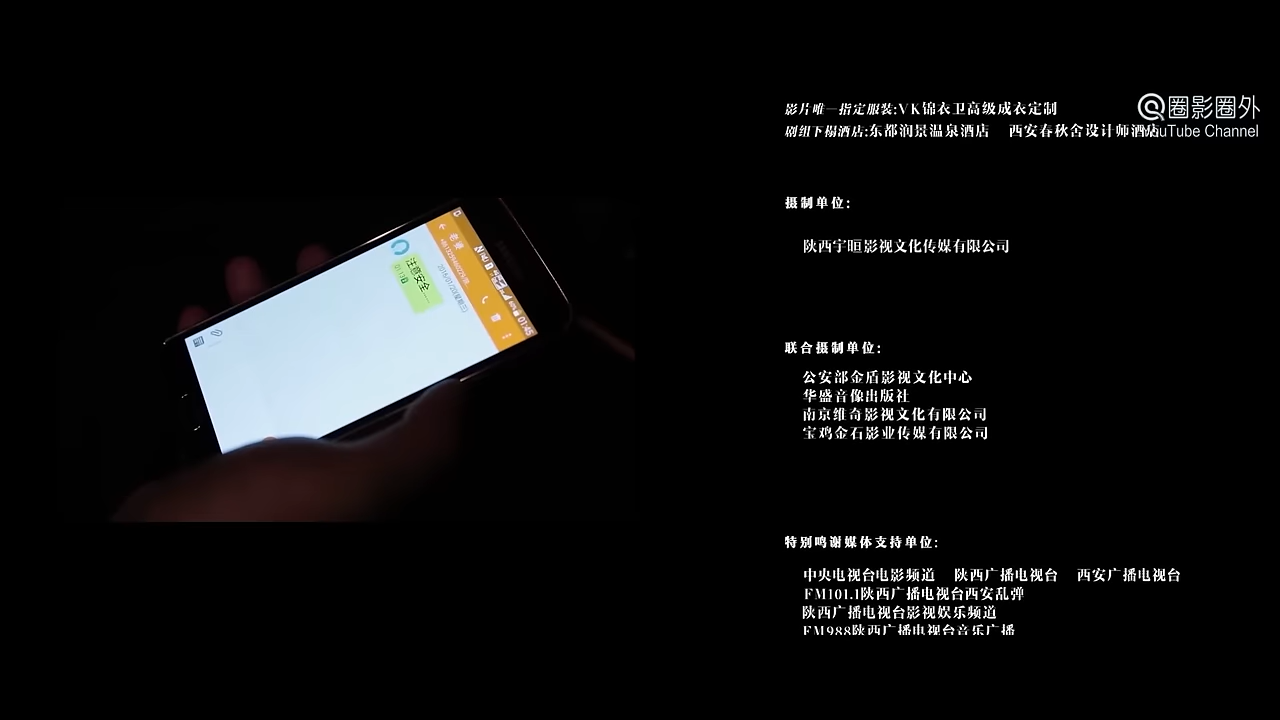 影片唯一指定服装:VK锦衣卫高级成衣定制
剧组下榻酒店:东都润景温泉酒店 西安春秋舍设计师酒店
圈影圈外
YouTube Channel
摄制单位:
陕西宇晅影视文化传媒有限公司
联合摄制单位:
公安部金盾影视文化中心
华盛音像出版社
南京维奇影视文化有限公司
宝鸡金石影业传媒有限公司
特别鸣谢媒体支持单位:
中央电视台电影频道 陕西广播电视台 西安广播电视台
FM101.1陕西广播电视台西安乱弹
陕西广播电视台影视娱乐频道
FM988陕西广播电视台音乐广播
01:45
老婆
2016/01/20(星期三)
注意安全